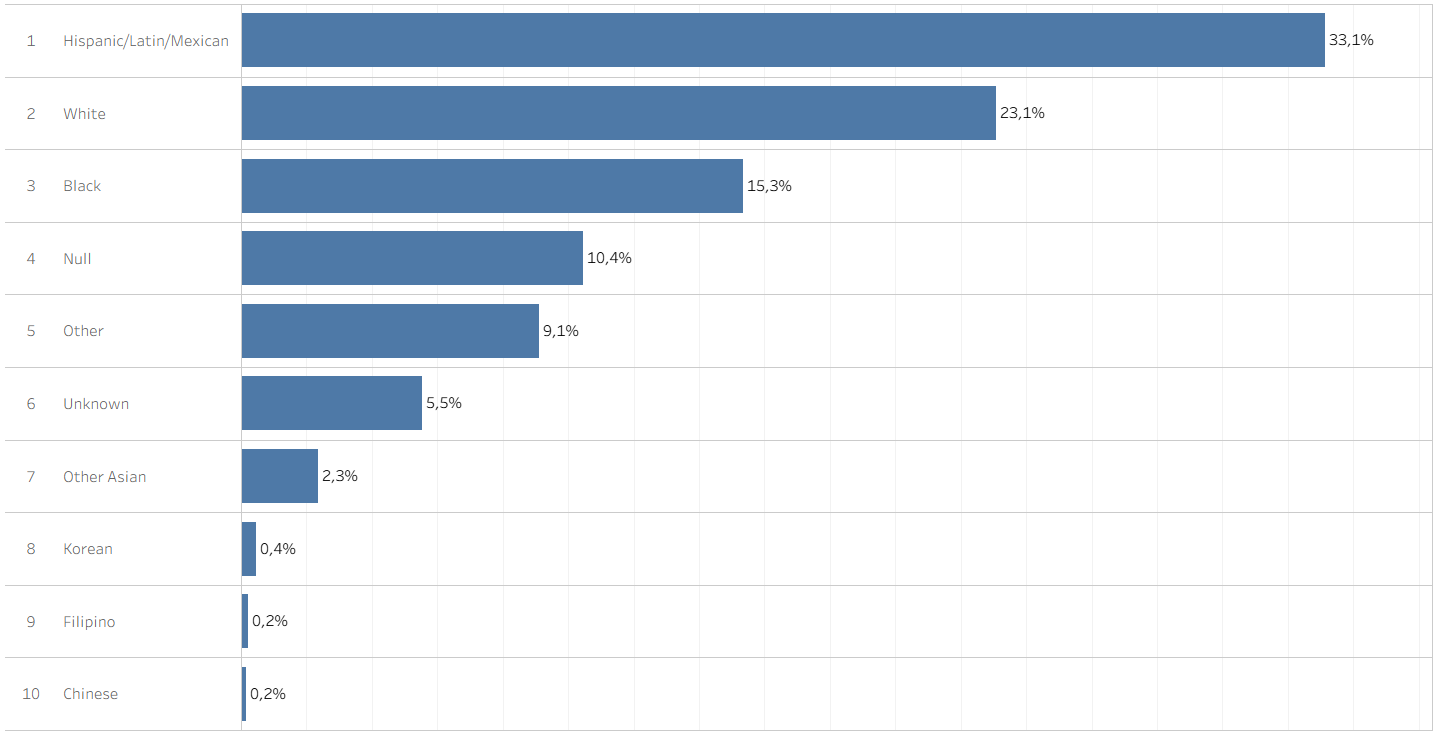 1 Hispanic/Latin/Mexican 33,1%
2 White 23,1%
3 Black 15,3%
4 Null 10,4%
5 Other 9,1%
6 Unknown 5,5%
7 Other Asian 2,3%
8 Korean 0,4%
9 Filipino 0,2%
10 Chinese 0,2%